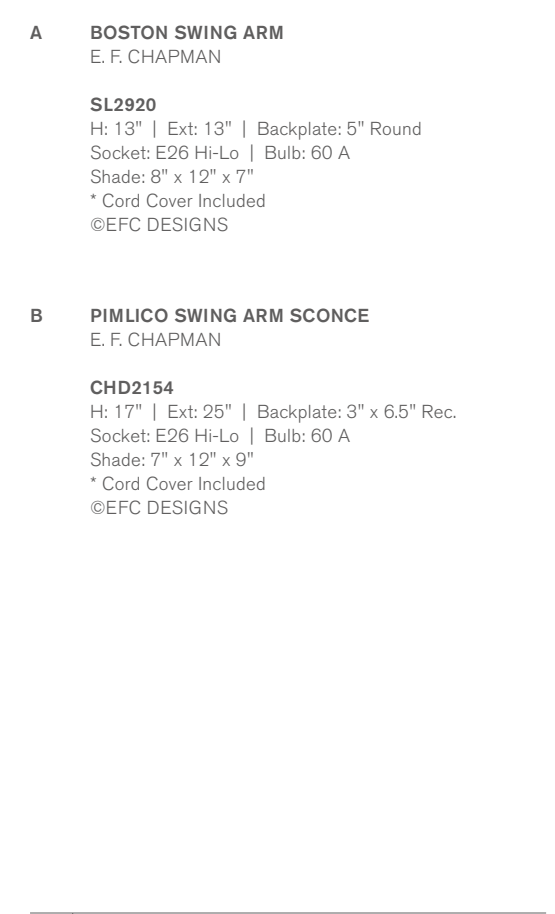 A BOSTON SWING ARM
E. F. CHAPMAN
SL2920
H: 13" | Ext: 13" | Backplate: 5" Round
Socket: E26 Hi-Lo | Bulb: 60 A
Shade: 8" x 12" x 7"
* Cord Cover Included
©EFC DESIGNS
B PIMLICO SWING ARM SCONCE
E. F. CHAPMAN
CHD2154
H: 17" | Ext: 25" | Backplate: 3" x 6.5" Rec.
Socket: E26 Hi-Lo | Bulb: 60 A
Shade: 7" x 12" x 9"
* Cord Cover Included
©EFC DESIGNS